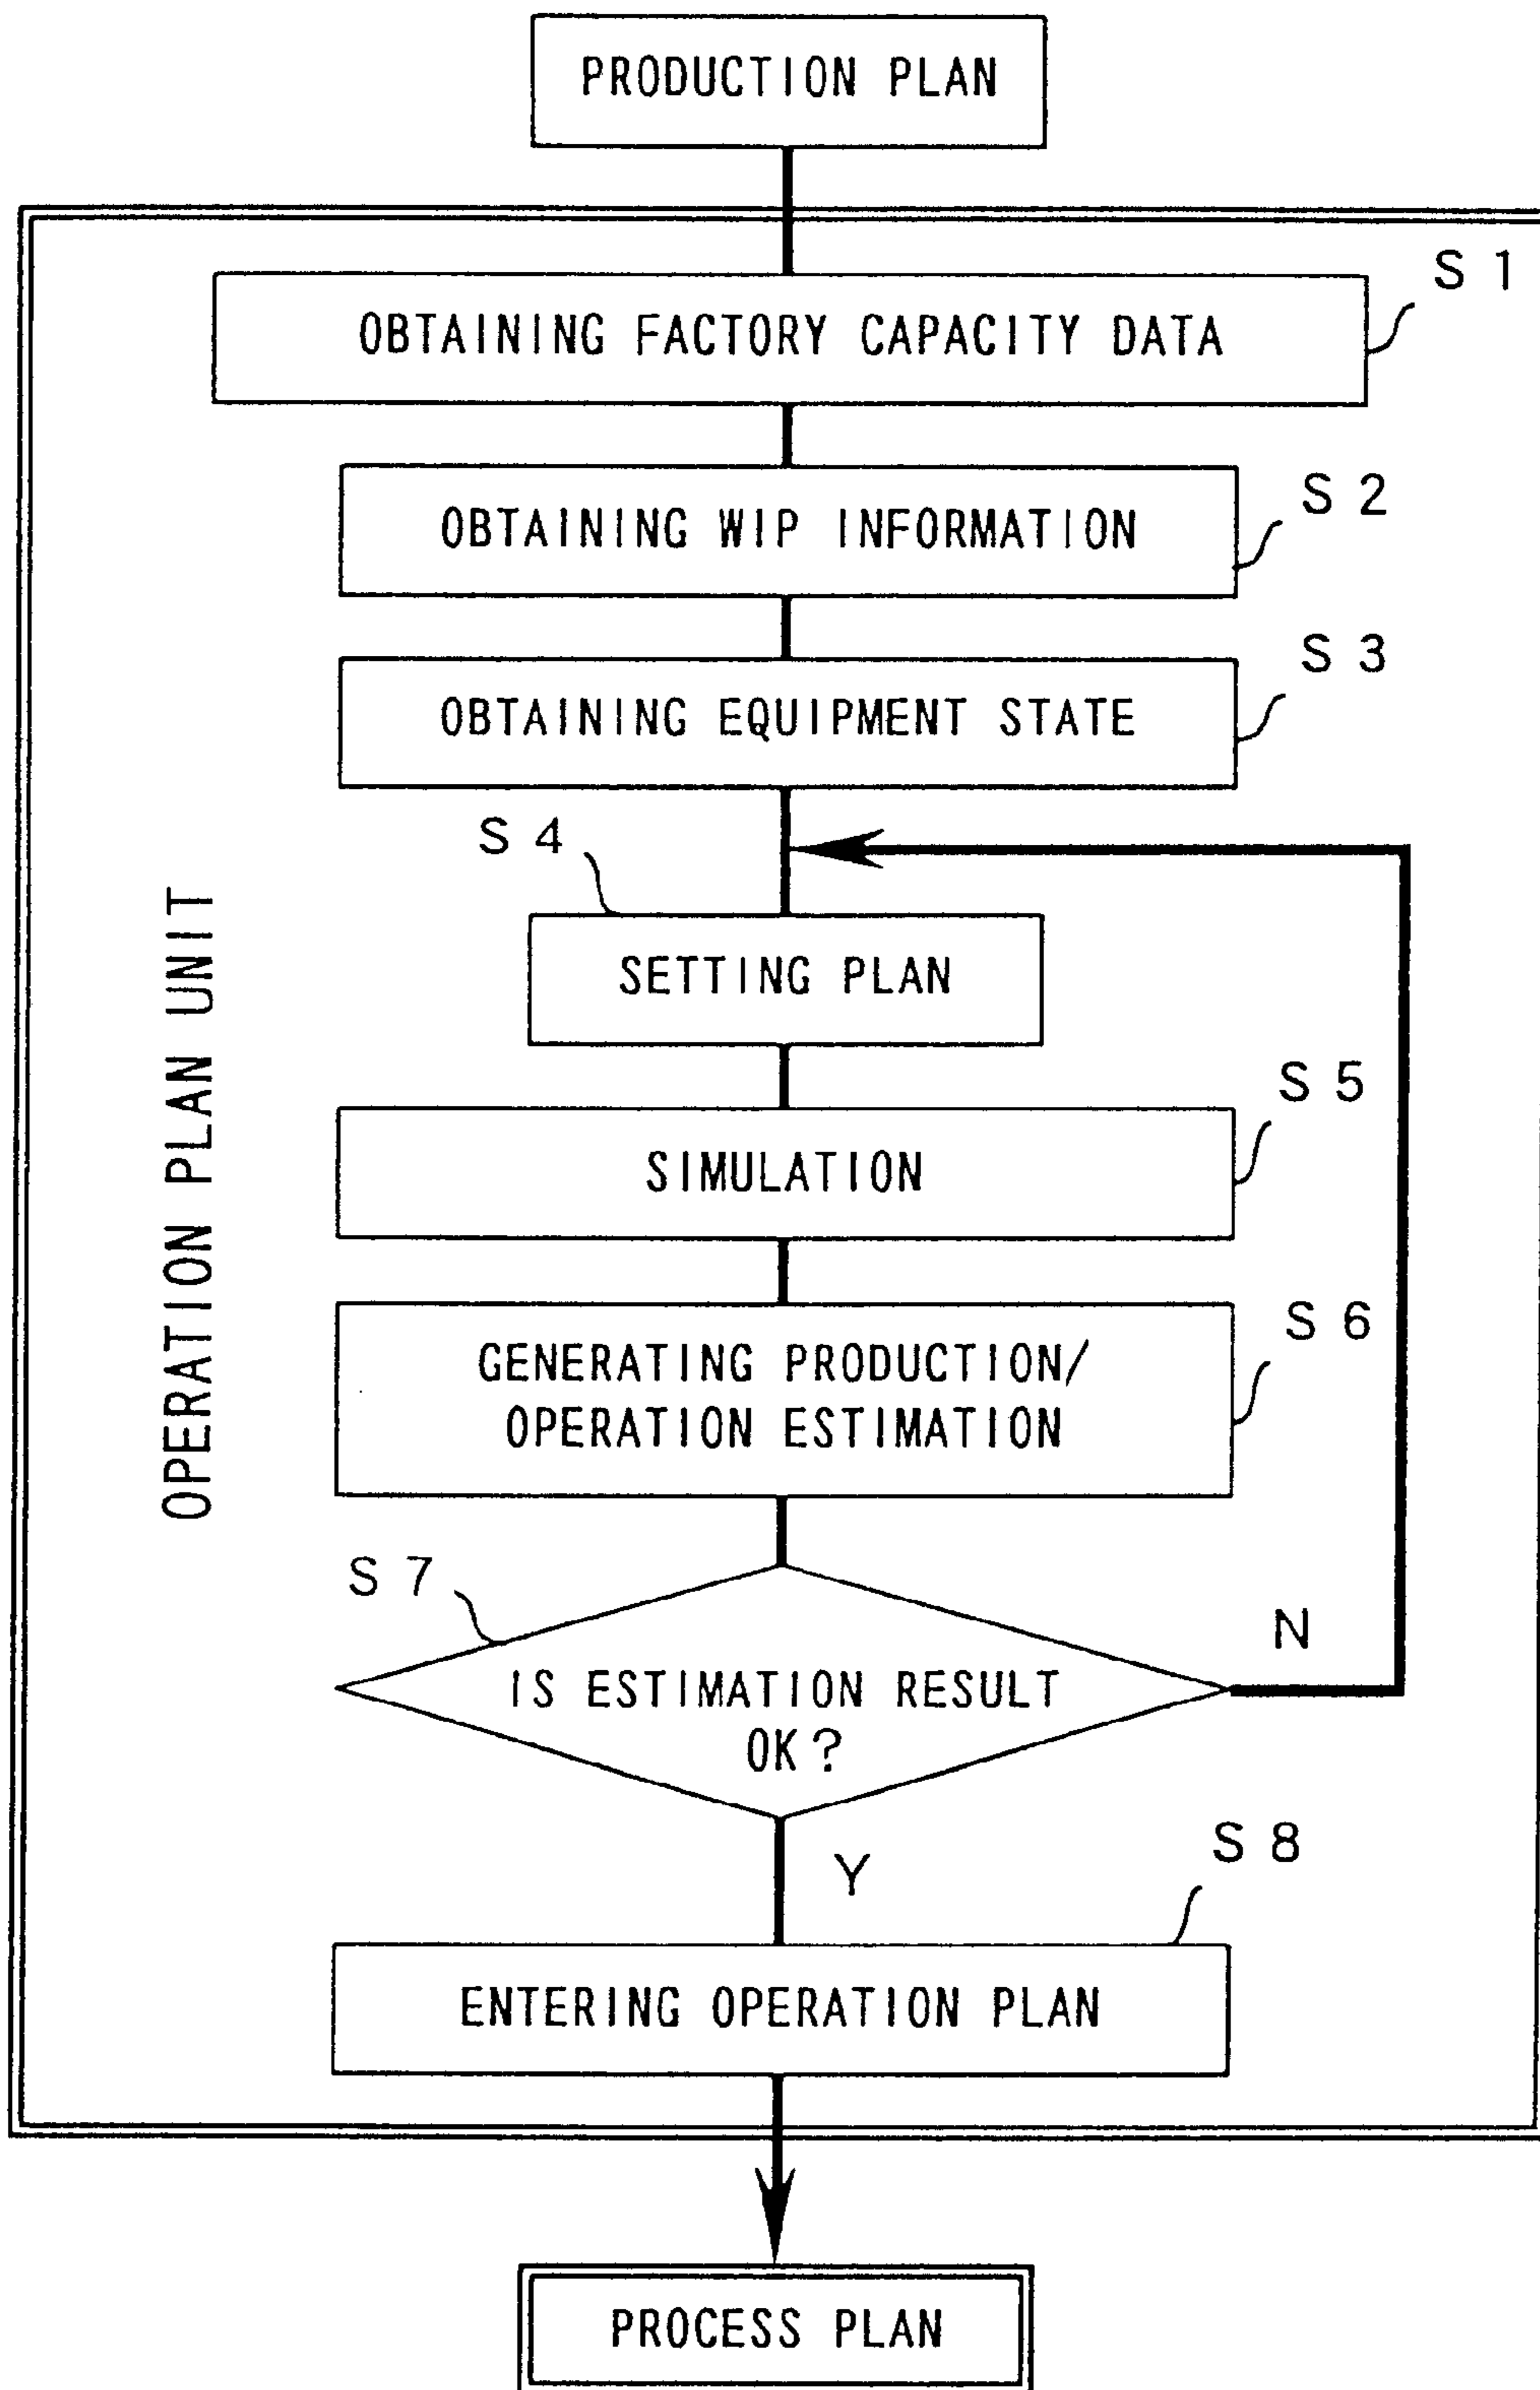 PRODUCTION PLAN
S 1
OBTAINING FACTORY CAPACITY DATA
S 2
OBTAINING WIP INFORMATION
S 3
OBTAINING EQUIPMENT STATE
S 4
SETTING PLAN
OPERATION PLAN UNIT
S 5
SIMULATION
S 6
GENERATING PRODUCTION/
OPERATION ESTIMATION
S 7
N
IS ESTIMATION RESULT
OK?
Y
S 8
ENTERING OPERATION PLAN
PROCESS PLAN